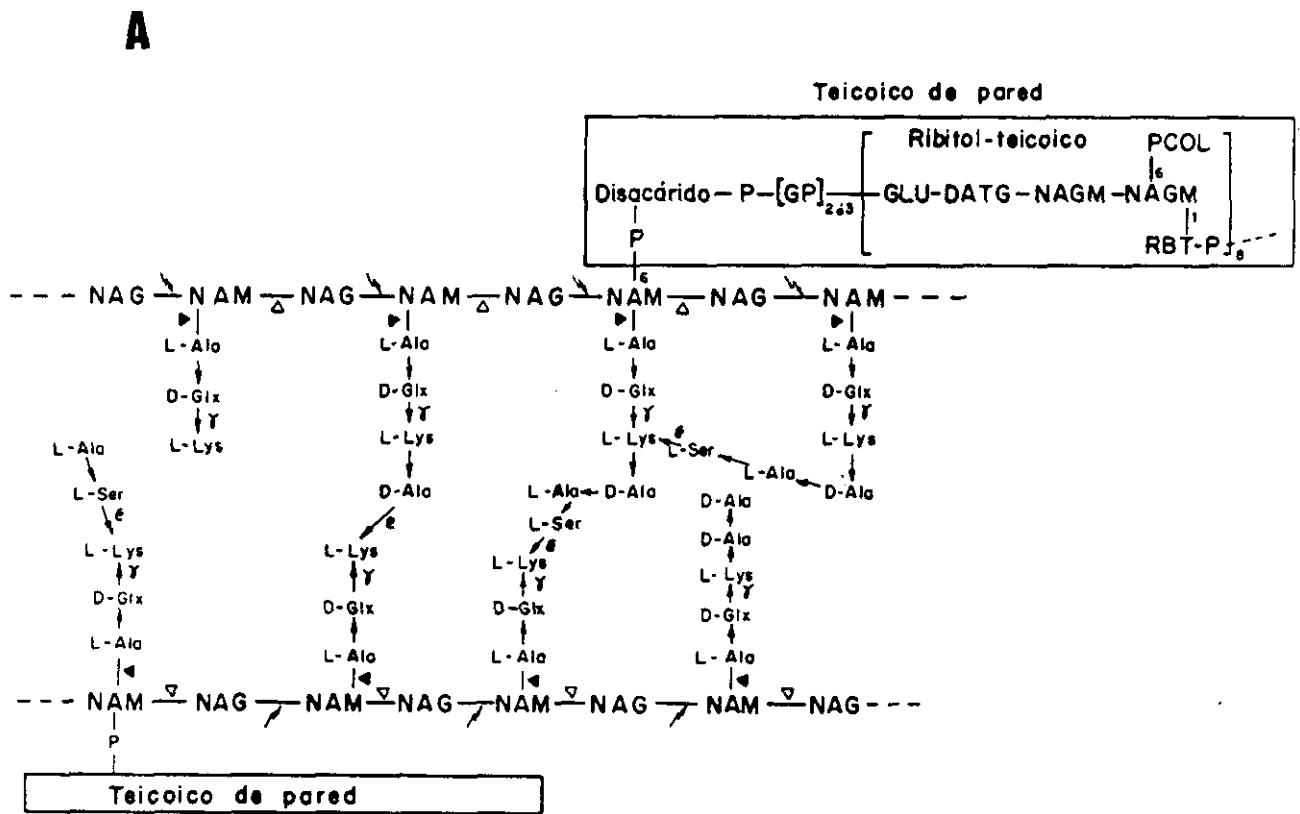 A
Teicoico de pared
Ribitol-teicoico PCOL
6
Disacárido-P-[GP]2ó3 GLU-DATG-NAGM-NAGM
P 1
RBT-P 8
6
--- NAG NAM NAG NAM NAG NAM NAG NAM ---
L-Ala L-Ala L-Ala L-Ala
D-Glx D-Glx D-Glx D-Glx
γ γ γ γ
L-Ala L-Lys L-Lys L-Lys ε L-Ser L-Lys
L-Ala
L-Ser D-Ala L-Ala D-Ala D-Ala D-Ala
ε ε L-Ser
ε D-Ala
L-Lys L-Lys L-Lys L-Lys
γ γ γ γ
D-Glx D-Glx D-Glx D-Glx
L-Ala L-Ala L-Ala L-Ala
--- NAM NAG NAM NAG NAM NAG NAM NAG ---
P
Teicoico de pared